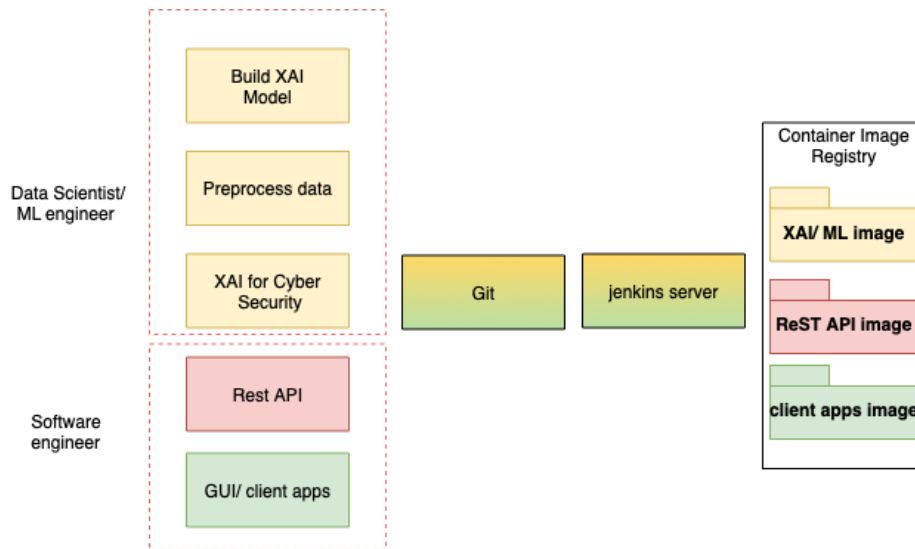 Build XAI
Model
Data Scientist/
ML engineer
Preprocess data
XAI for Cyber
Security
Software
engineer
Rest API
GUI/ client apps
Git
jenkins server
Container Image
Registry
XAI/ ML image
ReST API image
client apps image